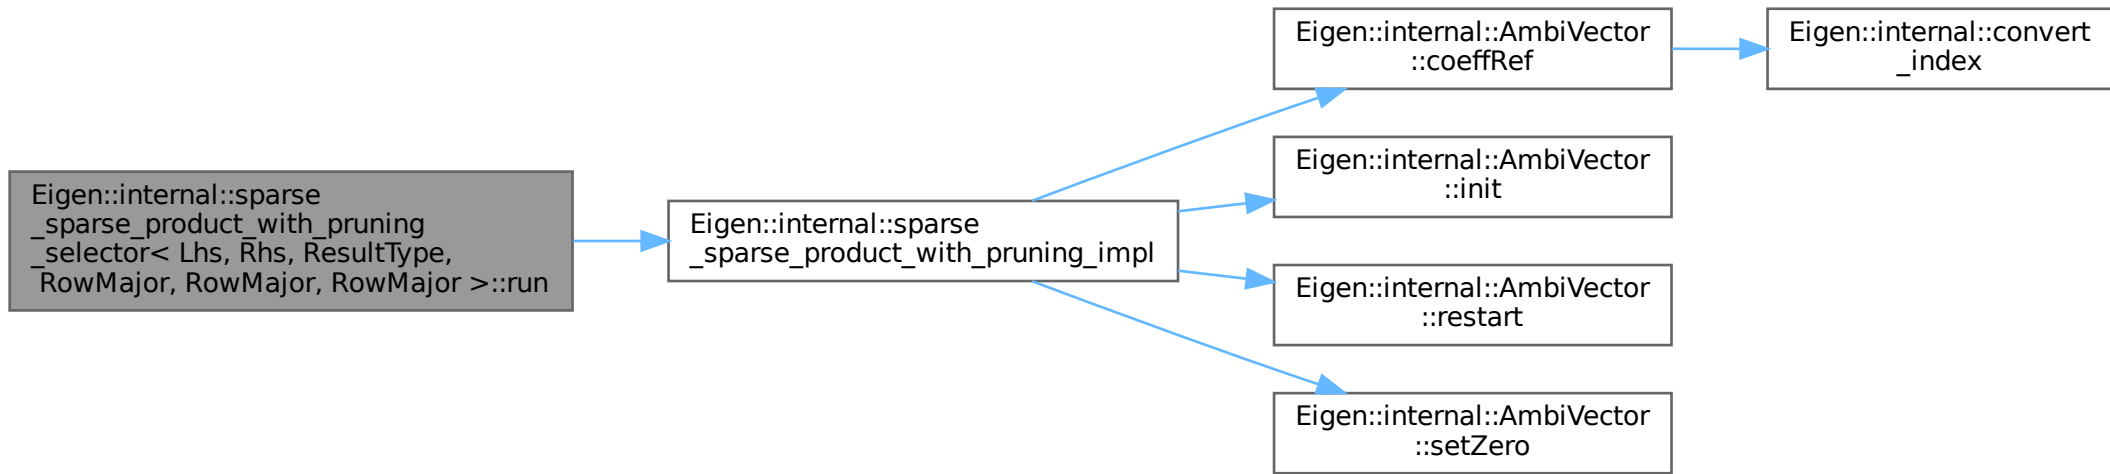 Eigen::internal::sparse
_sparse_product_with_pruning
_selector< Lhs, Rhs, ResultType,
 RowMajor, RowMajor, RowMajor >::run
Eigen::internal::sparse
_sparse_product_with_pruning_impl
Eigen::internal::AmbiVector
::coeffRef
Eigen::internal::convert
_index
Eigen::internal::AmbiVector
::init
Eigen::internal::AmbiVector
::restart
Eigen::internal::AmbiVector
::setZero